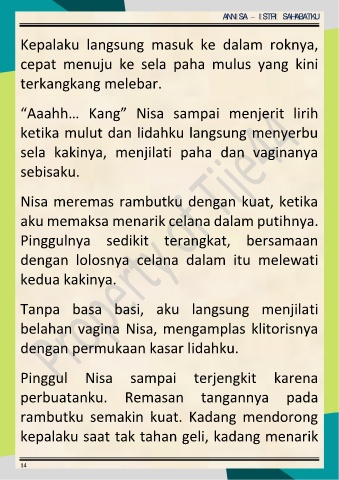 ANNISA – ISTRI SAHABATKU
Kepalaku langsung masuk ke dalam roknya,
cepat menuju ke sela paha mulus yang kini
terkangkang melebar.
“Aaahh… Kang” Nisa sampai menjerit lirih
ketika mulut dan lidahku langsung menyerbu
sela kakinya, menjilati paha dan vaginanya
sebisaku.
Nisa meremas rambutku dengan kuat, ketika
aku memaksa menarik celana dalam putihnya.
Pinggulnya sedikit terangkat, bersamaan
dengan lolosnya celana dalam itu melewati
kedua kakinya.
Tanpa basa basi, aku langsung menjilati
belahan vagina Nisa, mengamplas klitorisnya
dengan permukaan kasar lidahku.
Pinggul Nisa sampai terjengkit karena
perbuatanku. Remasan tangannya pada
rambutku semakin kuat. Kadang mendorong
kepalaku saat tak tahan geli, kadang menarik
14
Property of Tije44